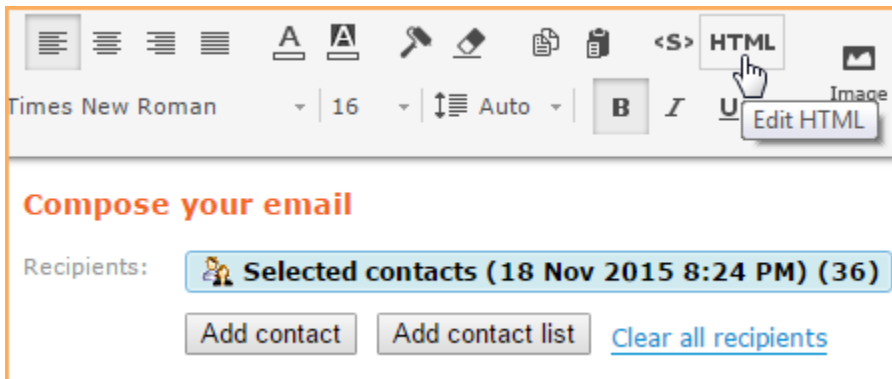 A A <S> HTML
Image
Times New Roman 16 Auto B I U
Edit HTML
Compose your email
Recipients: Selected contacts (18 Nov 2015 8:24 PM) (36)
Add contact Add contact list Clear all recipients